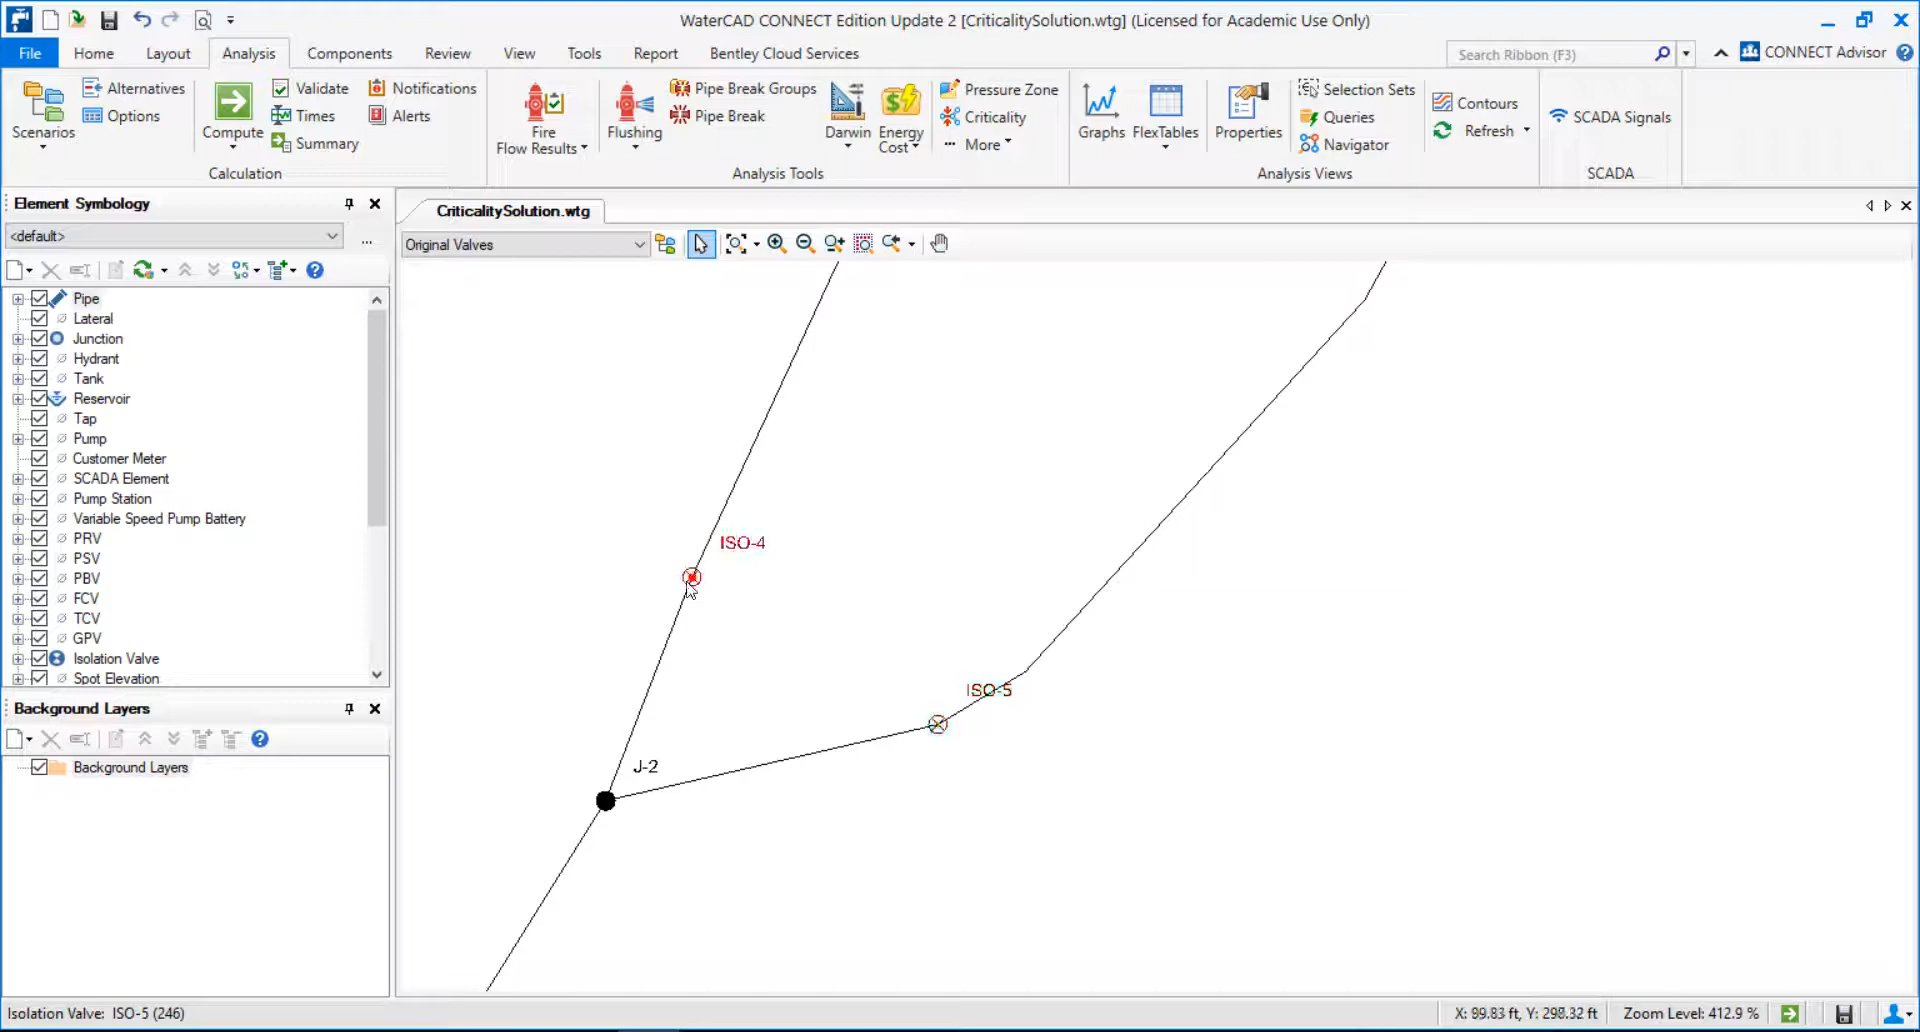 WaterCAD CONNECT Edition Update 2 [CriticalitySolution.wtg] (Licensed for Academic Use Only)
File Home Layout Analysis Components Review View Tools Report Bentley Cloud Services Search Ribbon (F3) CONNECT Advisor
Scenarios
Alternatives
Options
Compute
Validate
Times
Summary
Notifications
Alerts
Calculation
Fire
Flow Results
Flushing
Pipe Break Groups
Pipe Break
Darwin
Energy
Cost
Pressure Zone
Criticality
More
Analysis Tools
Graphs
FlexTables
Properties
Selection Sets
Queries
Navigator
Contours
Refresh
Analysis Views
SCADA Signals
SCADA
Element Symbology
<default>
...
Pipe
Lateral
Junction
Hydrant
Tank
Reservoir
Tap
Pump
Customer Meter
SCADA Element
Pump Station
Variable Speed Pump Battery
PRV
PSV
PBV
FCV
TCV
GPV
Isolation Valve
Spot Elevation
Background Layers
Background Layers
CriticalitySolution.wtg
Original Valves
ISO-4
ISO-5
J-2
Isolation Valve: ISO-5 (246)
X: 99.83 ft, Y: 298.32 ft
Zoom Level: 412.9 %